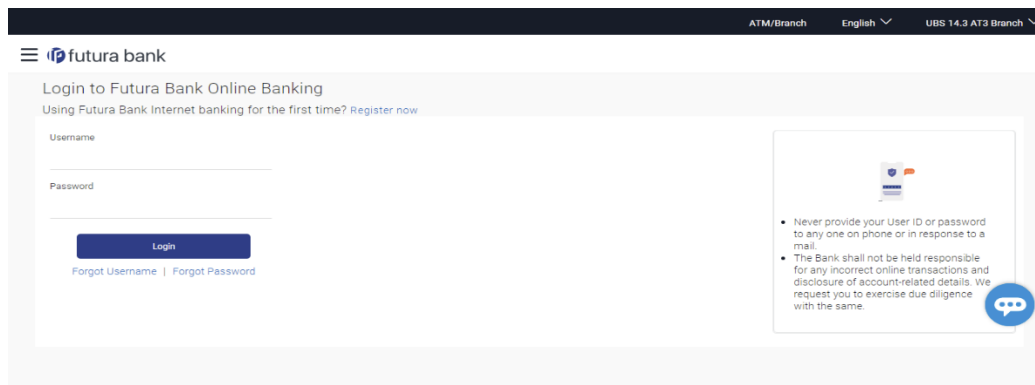 ATM/Branch English UBS 14.3 AT3 Branch
futura bank
Login to Futura Bank Online Banking
Using Futura Bank Internet banking for the first time? Register now
Username
Password
Login
Forgot Username | Forgot Password
• Never provide your User ID or password
to any one on phone or in response to a
mail.
• The Bank shall not be held responsible
for any incorrect online transactions and
disclosure of account-related details. We
request you to exercise due diligence
with the same.